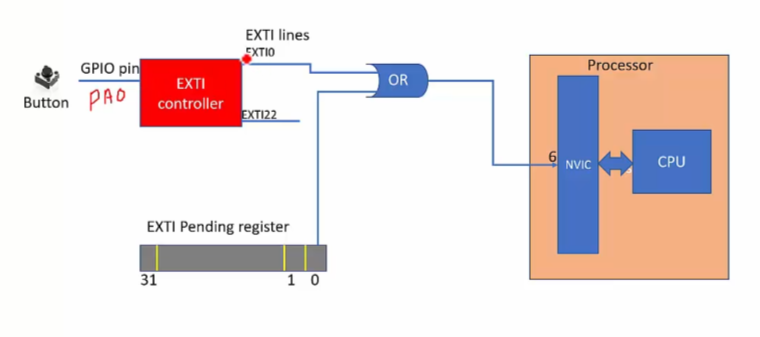 EXTI lines
EXTI0
GPIO pin
PA0
Button
EXTI
controller
EXTI22
OR
Processor
6
NVIC
CPU
EXTI Pending register
31
1
0